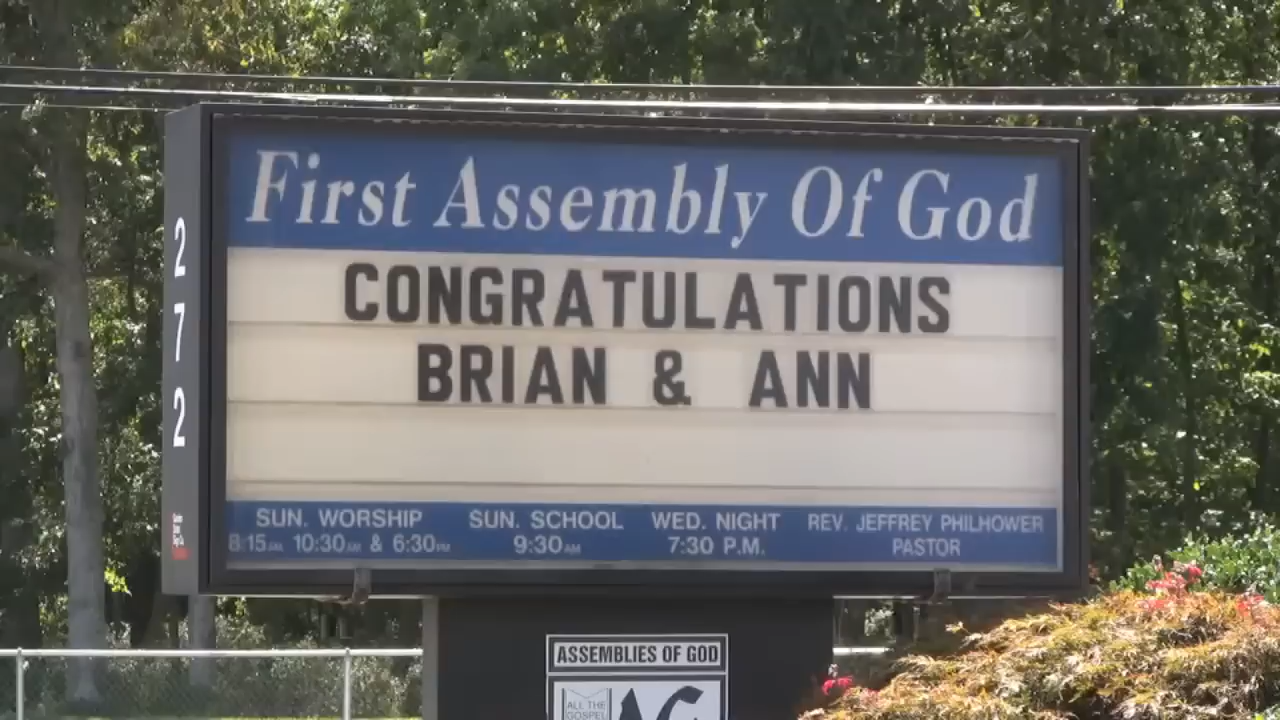 First Assembly Of God
CONGRATULATIONS
BRIAN & ANN
SUN. WORSHIP
8:15AM 10:30AM & 6:30PM
SUN. SCHOOL
9:30AM
WED. NIGHT
7:30 P.M.
REV. JEFFREY PHILHOWER
PASTOR
272
ASSEMBLIES OF GOD
ALL THE
GOSPEL
AG